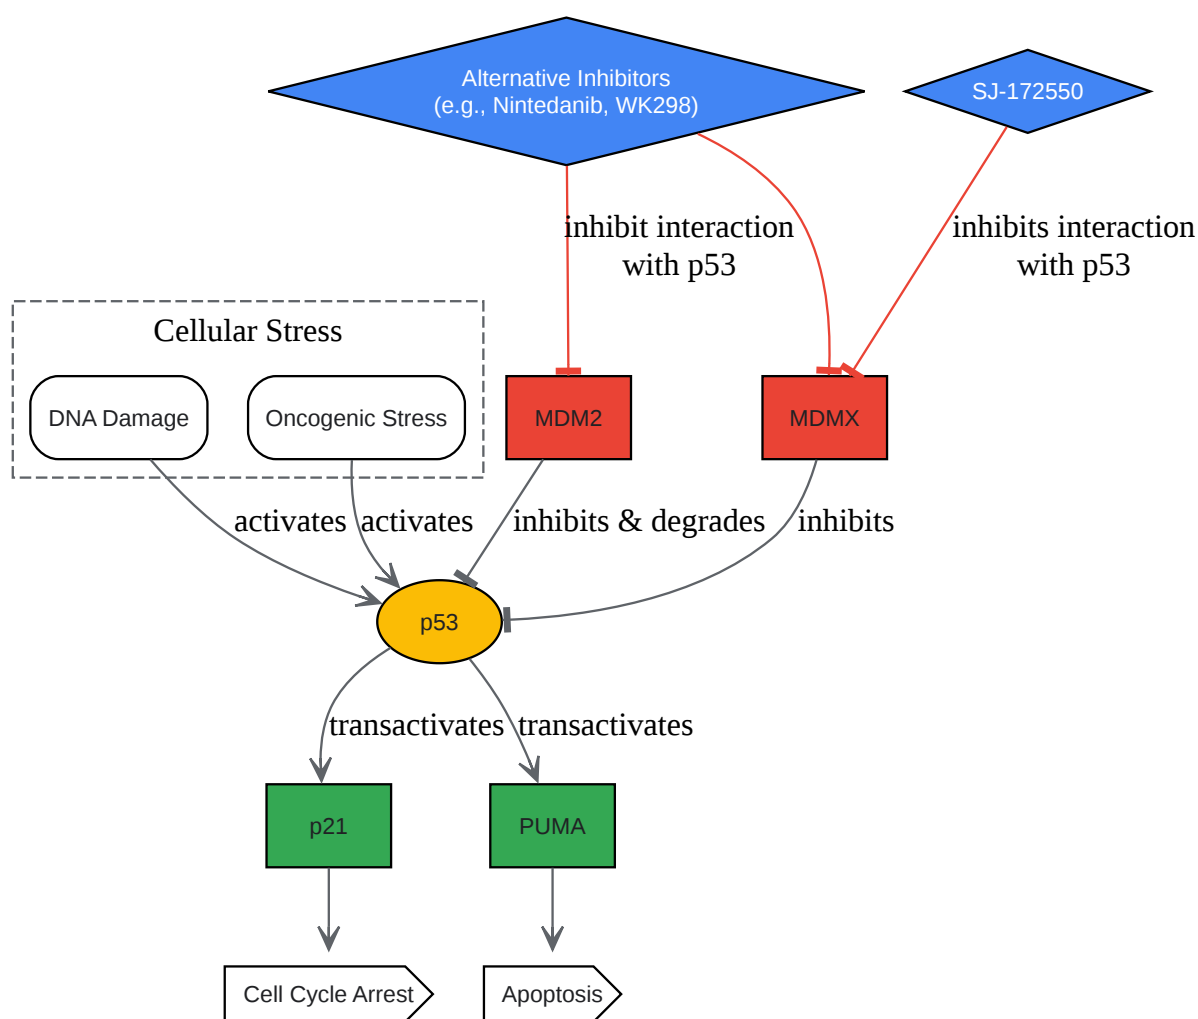 Alternative Inhibitors
(e.g., Nintedanib, WK298)
SJ-172550
inhibit interaction
with p53
inhibits interaction
with p53
Cellular Stress
DNA Damage
Oncogenic Stress
MDM2
MDMX
activates
activates
inhibits & degrades
inhibits
p53
transactivates
transactivates
p21
PUMA
Cell Cycle Arrest
Apoptosis